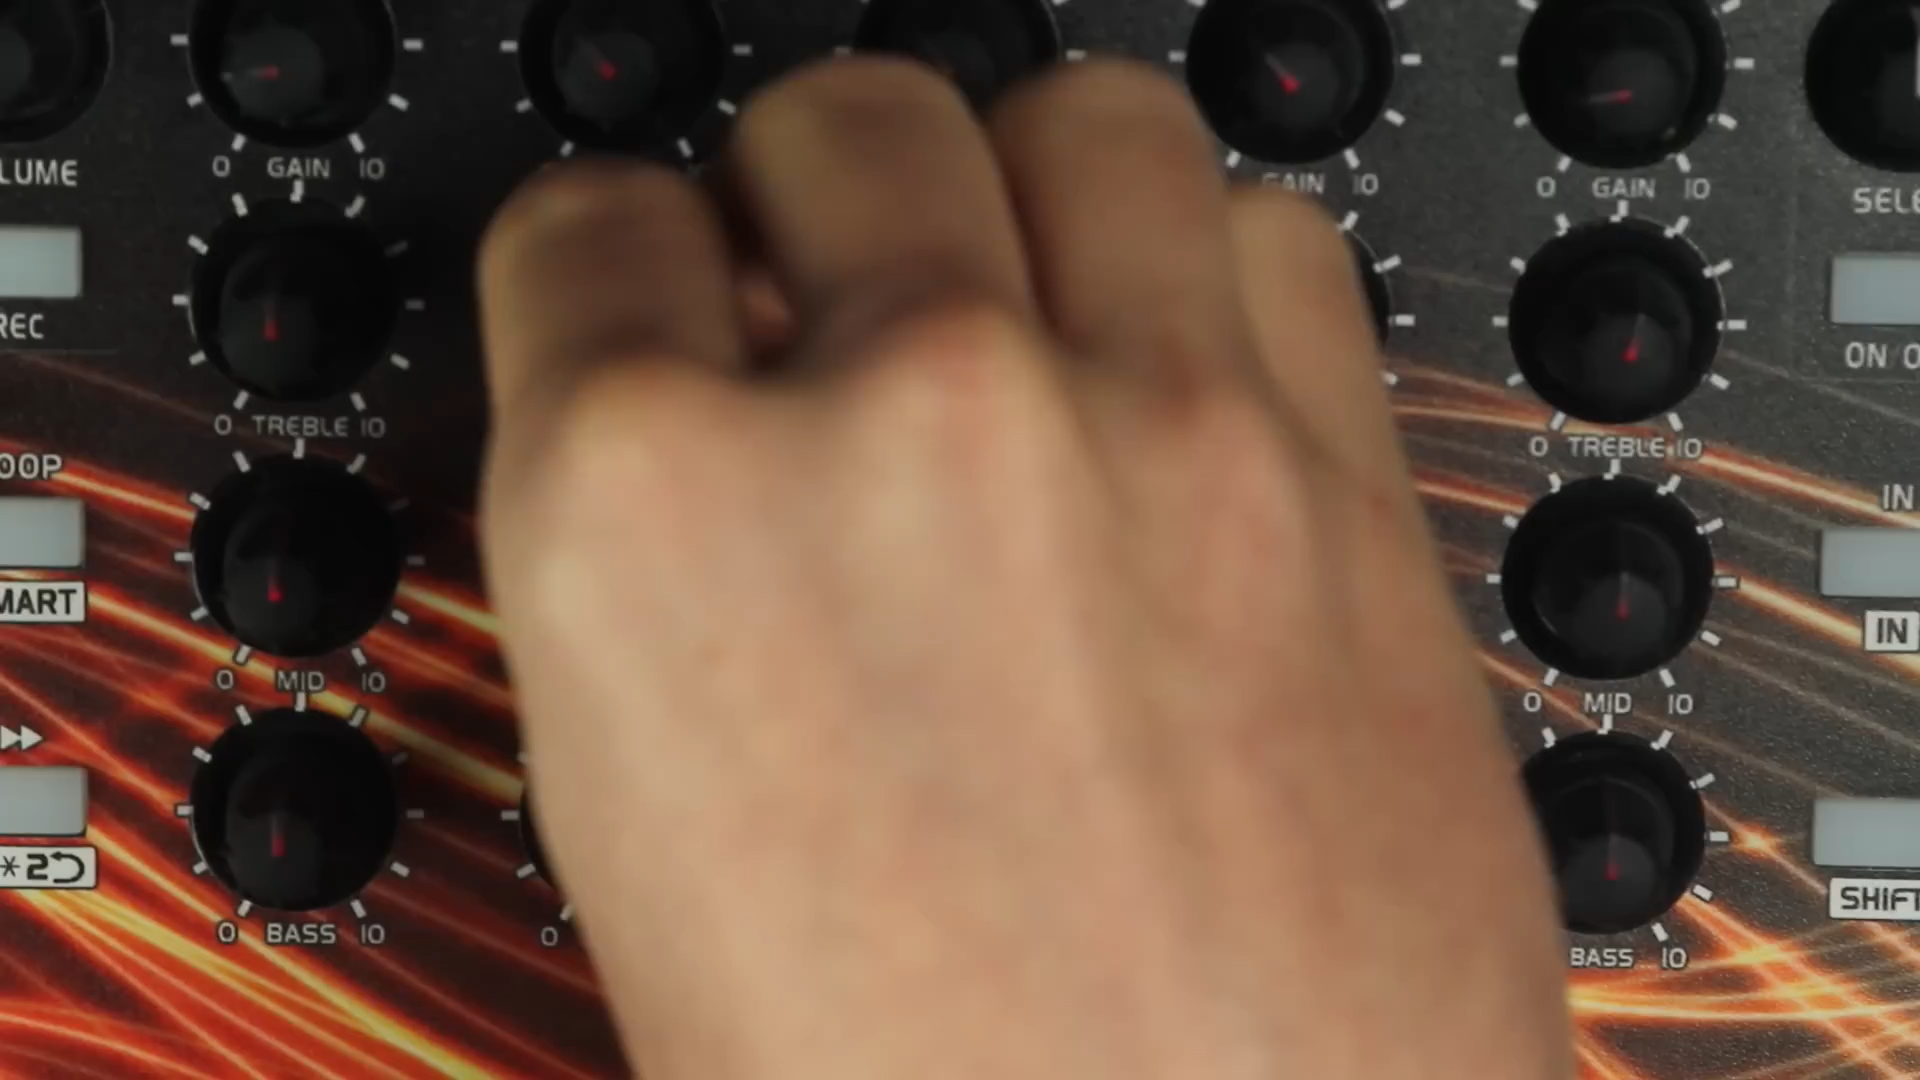 LUME
0 GAIN 10
GAIN 10
0 GAIN 10
SELE
REC
ON O
0 TREBLE 10
0 TREBLE 10
OOP
IN
MART
IN
0 MID 10
0 MID 10
*2
SHIFT
0 BASS 10
0
BASS 10